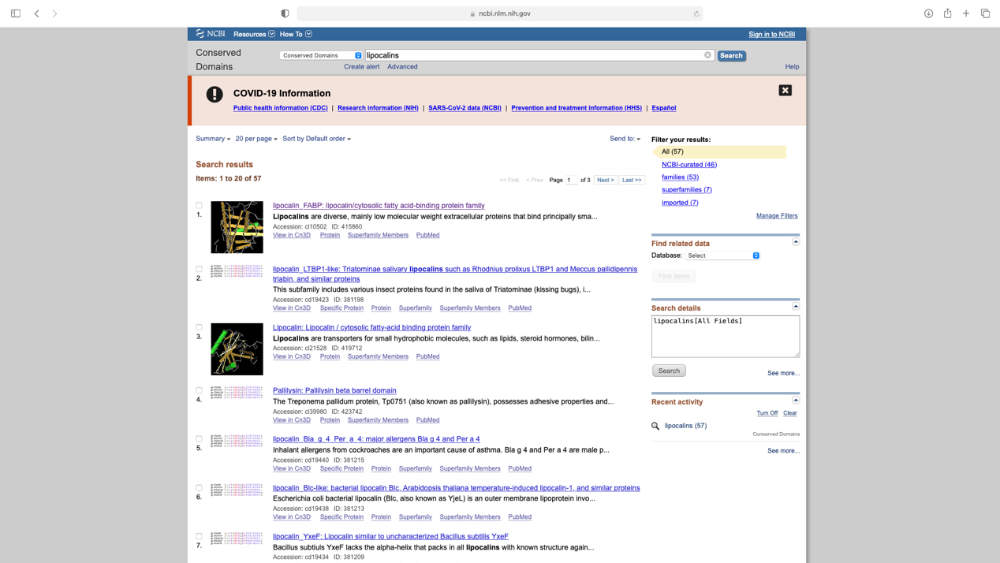 ncbi.nlm.nih.gov
NCBI Resources How To Sign in to NCBI
Conserved Domains
Conserved Domains lipocalins Search
Create alert Advanced Help
COVID-19 Information
Public health information (CDC) | Research information (NIH) | SARS-CoV-2 data (NCBI) | Prevention and treatment information (HHS) | Español
Summary 20 per page Sort by Default order Send to:
Search results
Items: 1 to 20 of 57
<< First < Prev Page 1 of 3 Next > Last >>
1.
lipocalin_FABP: lipocalin/cytosolic fatty acid-binding protein family
Lipocalins are diverse, mainly low molecular weight extracellular proteins that bind principally sma...
Accession: cl10502 ID: 415860
View in Cn3D Protein Superfamily Members PubMed
2.
lipocalin_LTBP1-like: Triatominae salivary lipocalins such as Rhodnius prolixus LTBP1 and Meccus pallidipennis
triabin, and similar proteins
This subfamily includes various insect proteins found in the saliva of Triatominae (kissing bugs), i...
Accession: cd19423 ID: 381198
View in Cn3D Specific Protein Protein Superfamily Superfamily Members PubMed
3.
Lipocalin: Lipocalin / cytosolic fatty-acid binding protein family
Lipocalins are transporters for small hydrophobic molecules, such as lipids, steroid hormones, bilin...
Accession: cl21528 ID: 419712
View in Cn3D Protein Superfamily Members PubMed
4.
Pallilysin: Pallilysin beta barrel domain
The Treponema pallidum protein, Tp0751 (also known as pallilysin), possesses adhesive properties and...
Accession: cl39980 ID: 423742
View in Cn3D Protein Superfamily Members PubMed
5.
lipocalin_Bla_g_4_Per_a_4: major allergens Bla g 4 and Per a 4
Inhalant allergens from cockroaches are an important cause of asthma. Bla g 4 and Per a 4 are male p...
Accession: cd19440 ID: 381215
View in Cn3D Specific Protein Protein Superfamily Superfamily Members PubMed
6.
lipocalin_Blc-like: bacterial lipocalin Blc, Arabidopsis thaliana temperature-induced lipocalin-1, and similar proteins
Escherichia coli bacterial lipocalin (Blc, also known as YjeL) is an outer membrane lipoprotein invo...
Accession: cd19438 ID: 381213
View in Cn3D Specific Protein Protein Superfamily Superfamily Members PubMed
7.
lipocalin_YxeF: Lipocalin similar to uncharacterized Bacillus subtilis YxeF
Bacillus subtiuls YxeF lacks the alpha-helix that packs in all lipocalins with known structure again...
Accession: cd19434 ID: 381209
Filter your results:
All (57)
NCBI-curated (46)
families (53)
superfamilies (7)
imported (7)
Manage Filters
Find related data
Database: Select
Find items
Search details
lipocalins[All Fields]
Search
See more...
Recent activity
Turn Off Clear
lipocalins (57)
Conserved Domains
See more...